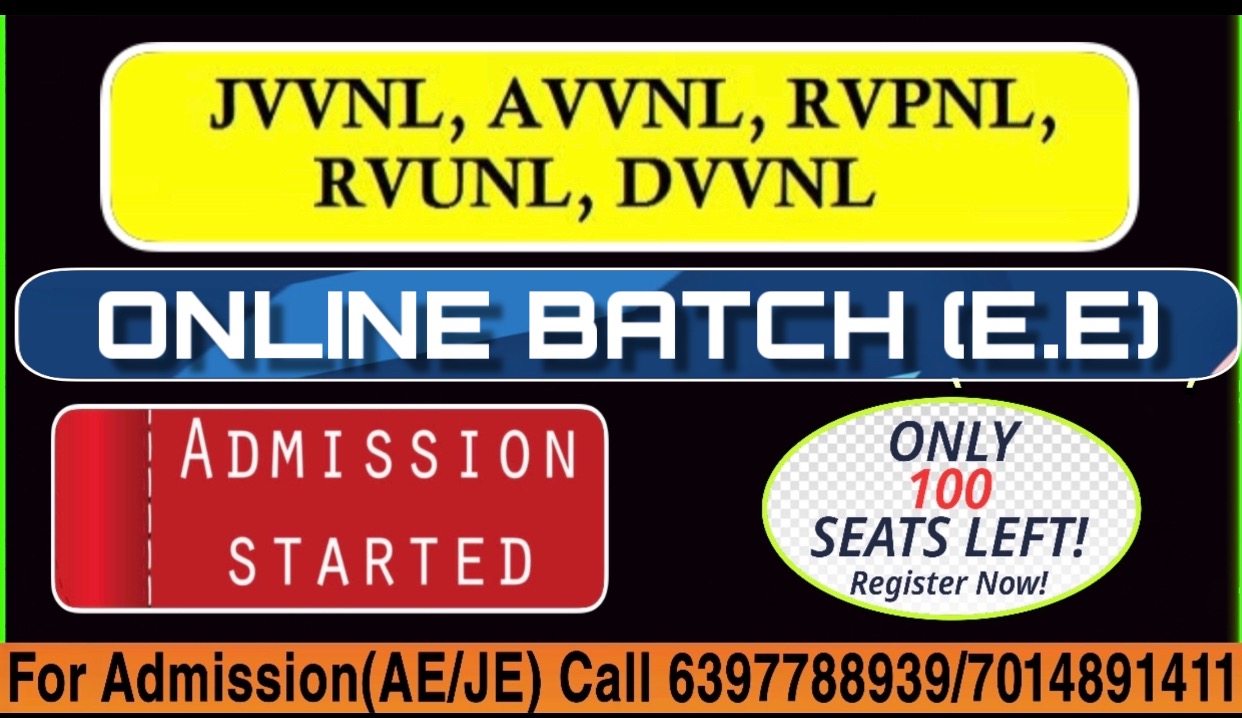 JVVNL, AVVNL, RVPNL,
RVUNL, DVVNL
ONLINE BATCH (E.E)
ADMISSION
STARTED
ONLY
100
SEATS LEFT!
Register Now!
For Admission(AE/JE) Call 6397788939/7014891411